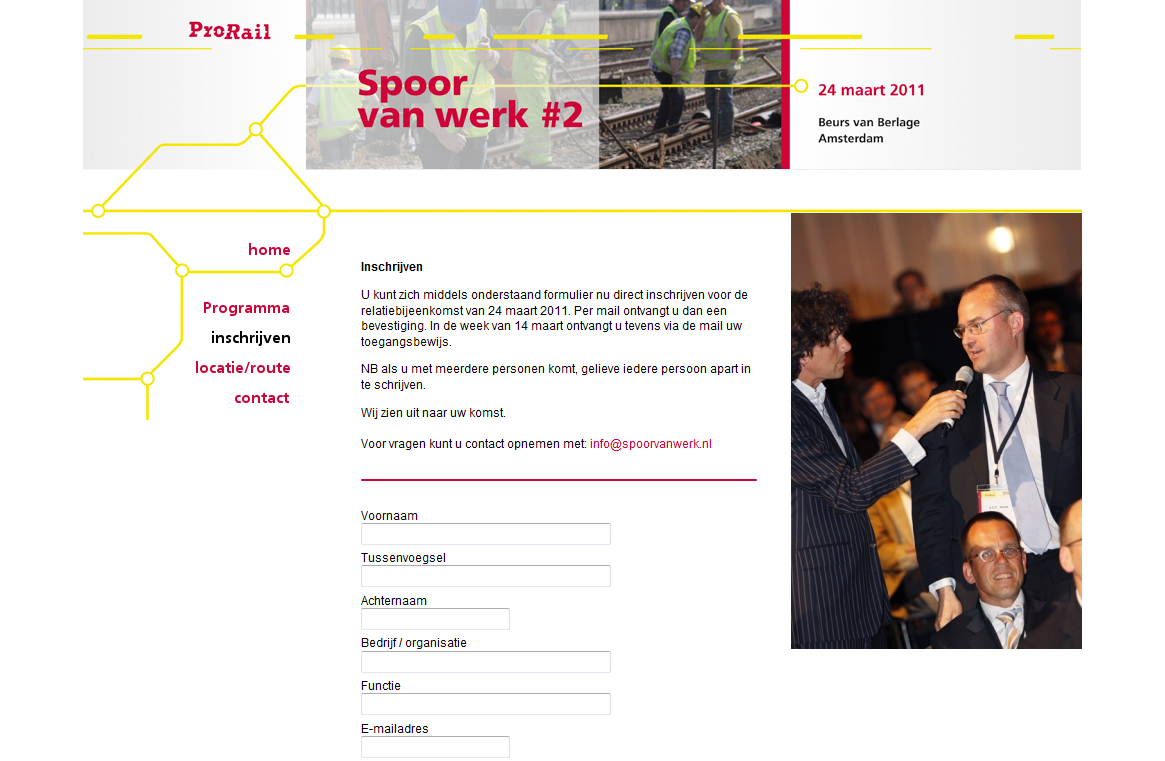 ProRail
Spoor
van werk #2
24 maart 2011
Beurs van Berlage
Amsterdam
home
Programma
inschrijven
locatie/route
contact
Inschrijven
U kunt zich middels onderstaand formulier nu direct inschrijven voor de
relatiebijeenkomst van 24 maart 2011. Per mail ontvangt u dan een
bevestiging. In de week van 14 maart ontvangt u tevens via de mail uw
toegangsbewijs.
NB als u met meerdere personen komt, gelieve iedere persoon apart in
te schrijven.
Wij zien uit naar uw komst.
Voor vragen kunt u contact opnemen met: info@spoorvanwerk.nl
Voornaam
Tussenvoegsel
Achternaam
Bedrijf / organisatie
Functie
E-mailadres